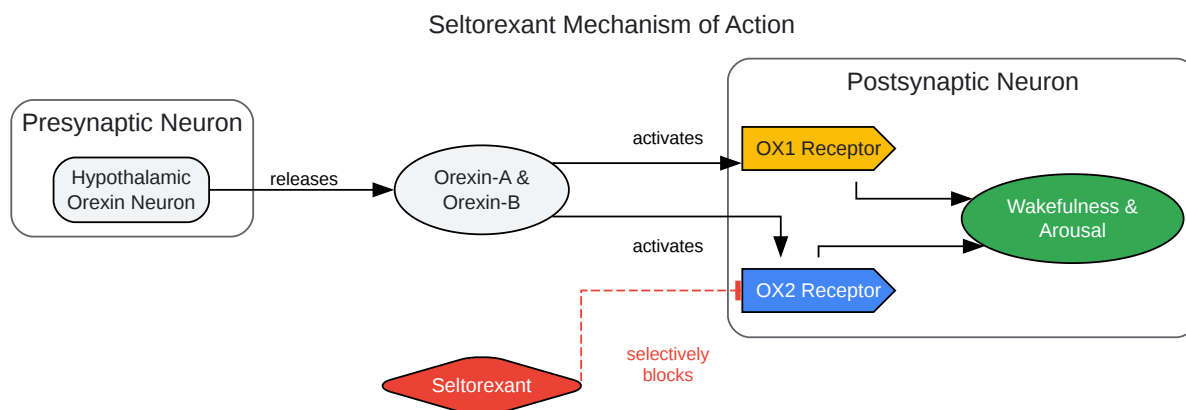 Seltorexant Mechanism of Action
Presynaptic Neuron
Hypothalamic
Orexin Neuron
releases
Orexin-A &
Orexin-B
activates
activates
Postsynaptic Neuron
OX1 Receptor
OX2 Receptor
Wakefulness &
Arousal
Seltorexant
selectively
blocks